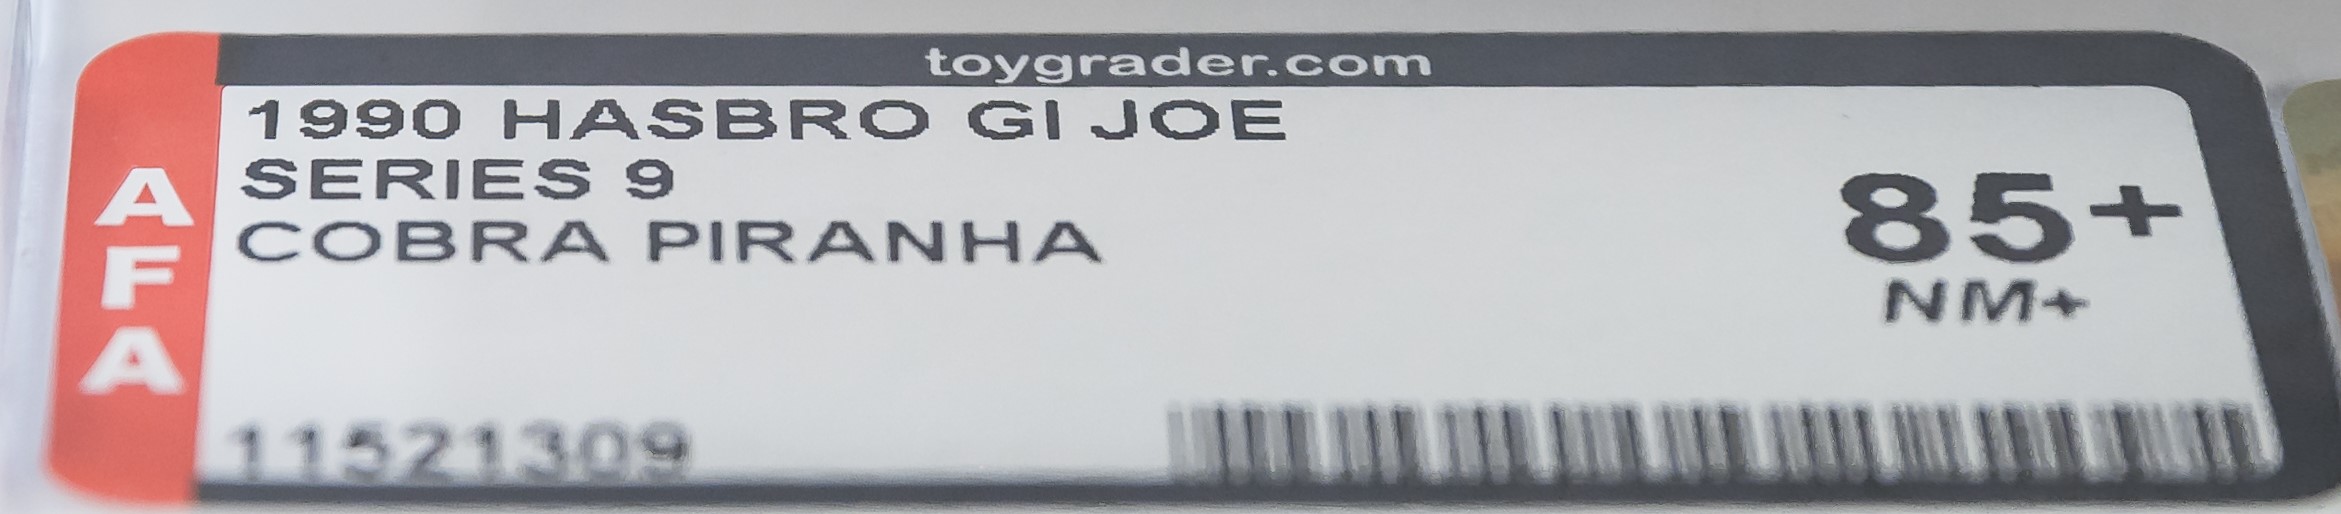 toygrader.com
AFA
1990 HASBRO GI JOE
SERIES 9
COBRA PIRANHA
85+
NM+
11521309